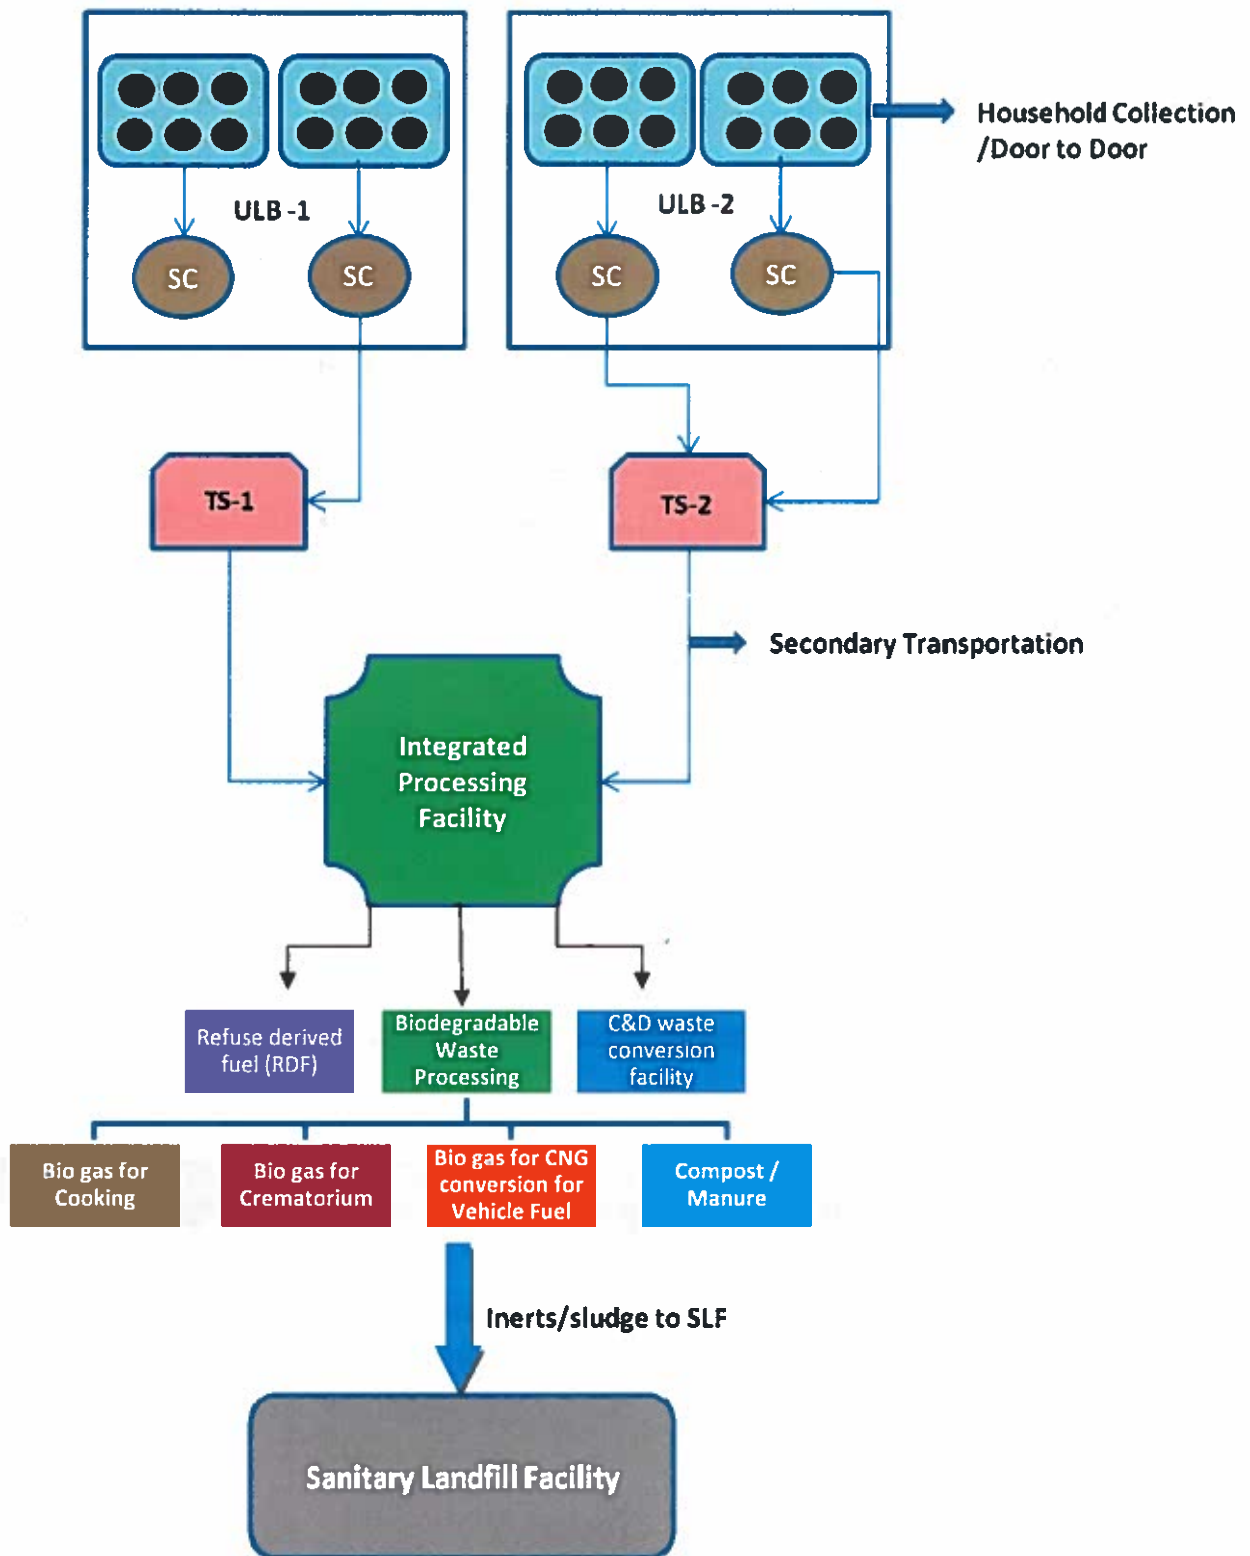 Household Collection
/Door to Door
ULB -1
ULB -2
SC
SC
SC
SC
TS-1
TS-2
Secondary Transportation
Integrated
Processing
Facility
Refuse derived
fuel (RDF)
Biodegradable
Waste
Processing
C&D waste
conversion
facility
Bio gas for
Cooking
Bio gas for
Crematorium
Bio gas for CNG
conversion for
Vehicle Fuel
Compost /
Manure
Inerts/sludge to SLF
Sanitary Landfill Facility